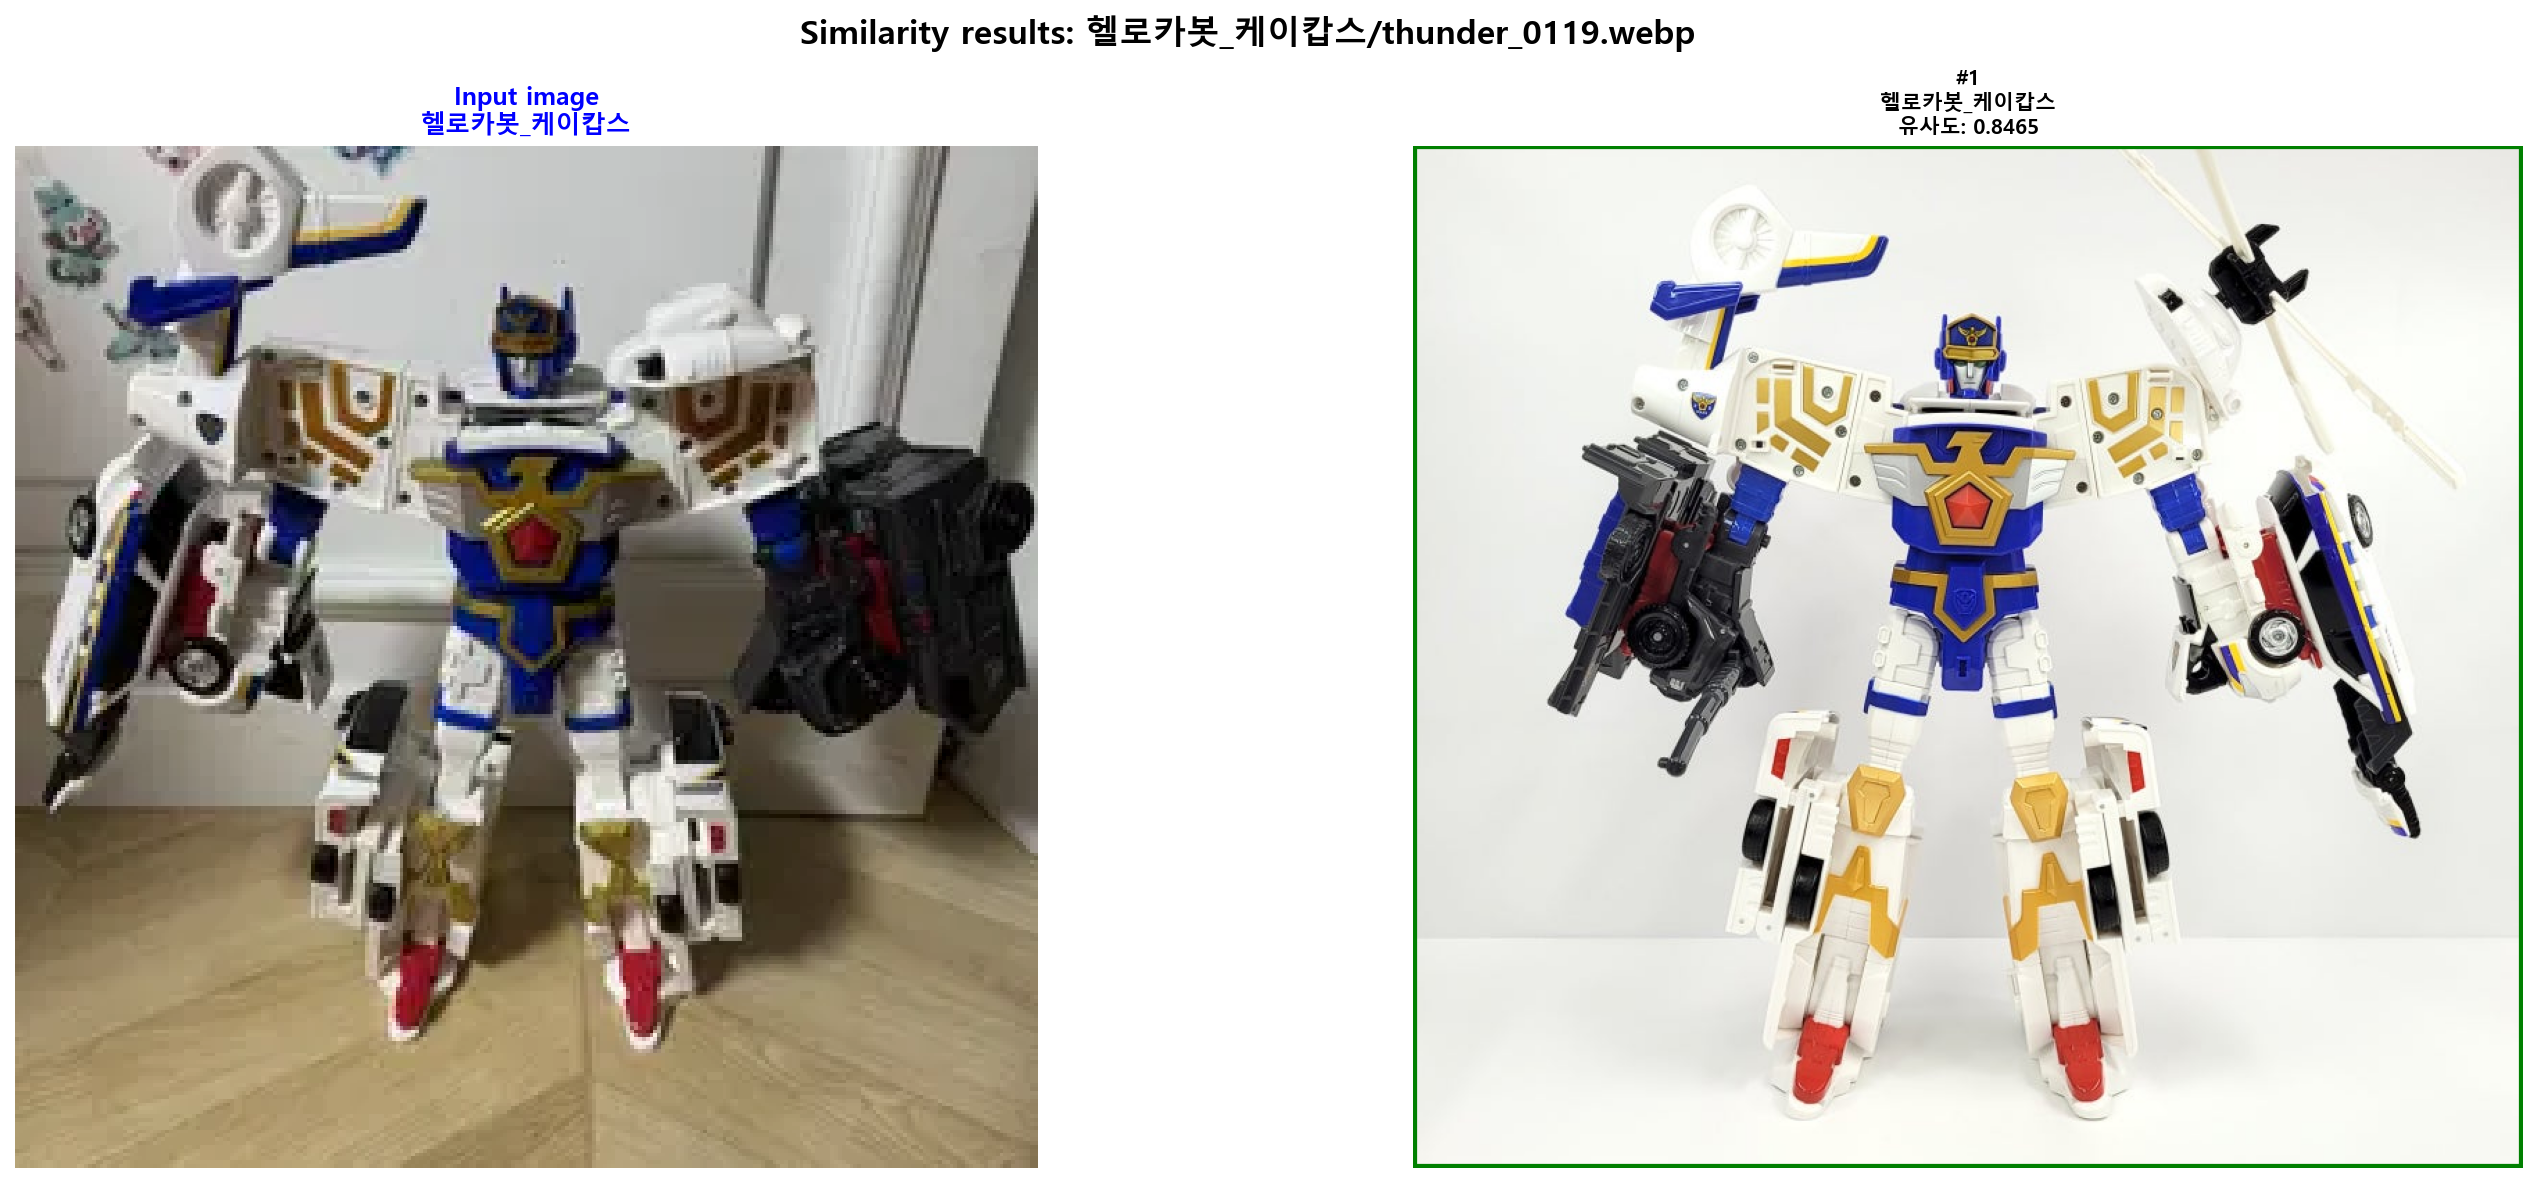 Similarity results: 헬로카봇_케이캅스/thunder_0119.webp
Input image
헬로카봇_케이캅스
#1
헬로카봇_케이캅스
유사도: 0.8465